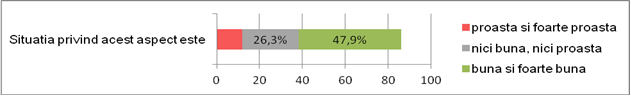 Situatia privind acest aspect este
26,3%
47,9%
0
20
40
60
80
100
proasta si foarte proasta
nici buna, nici proasta
buna si foarte buna